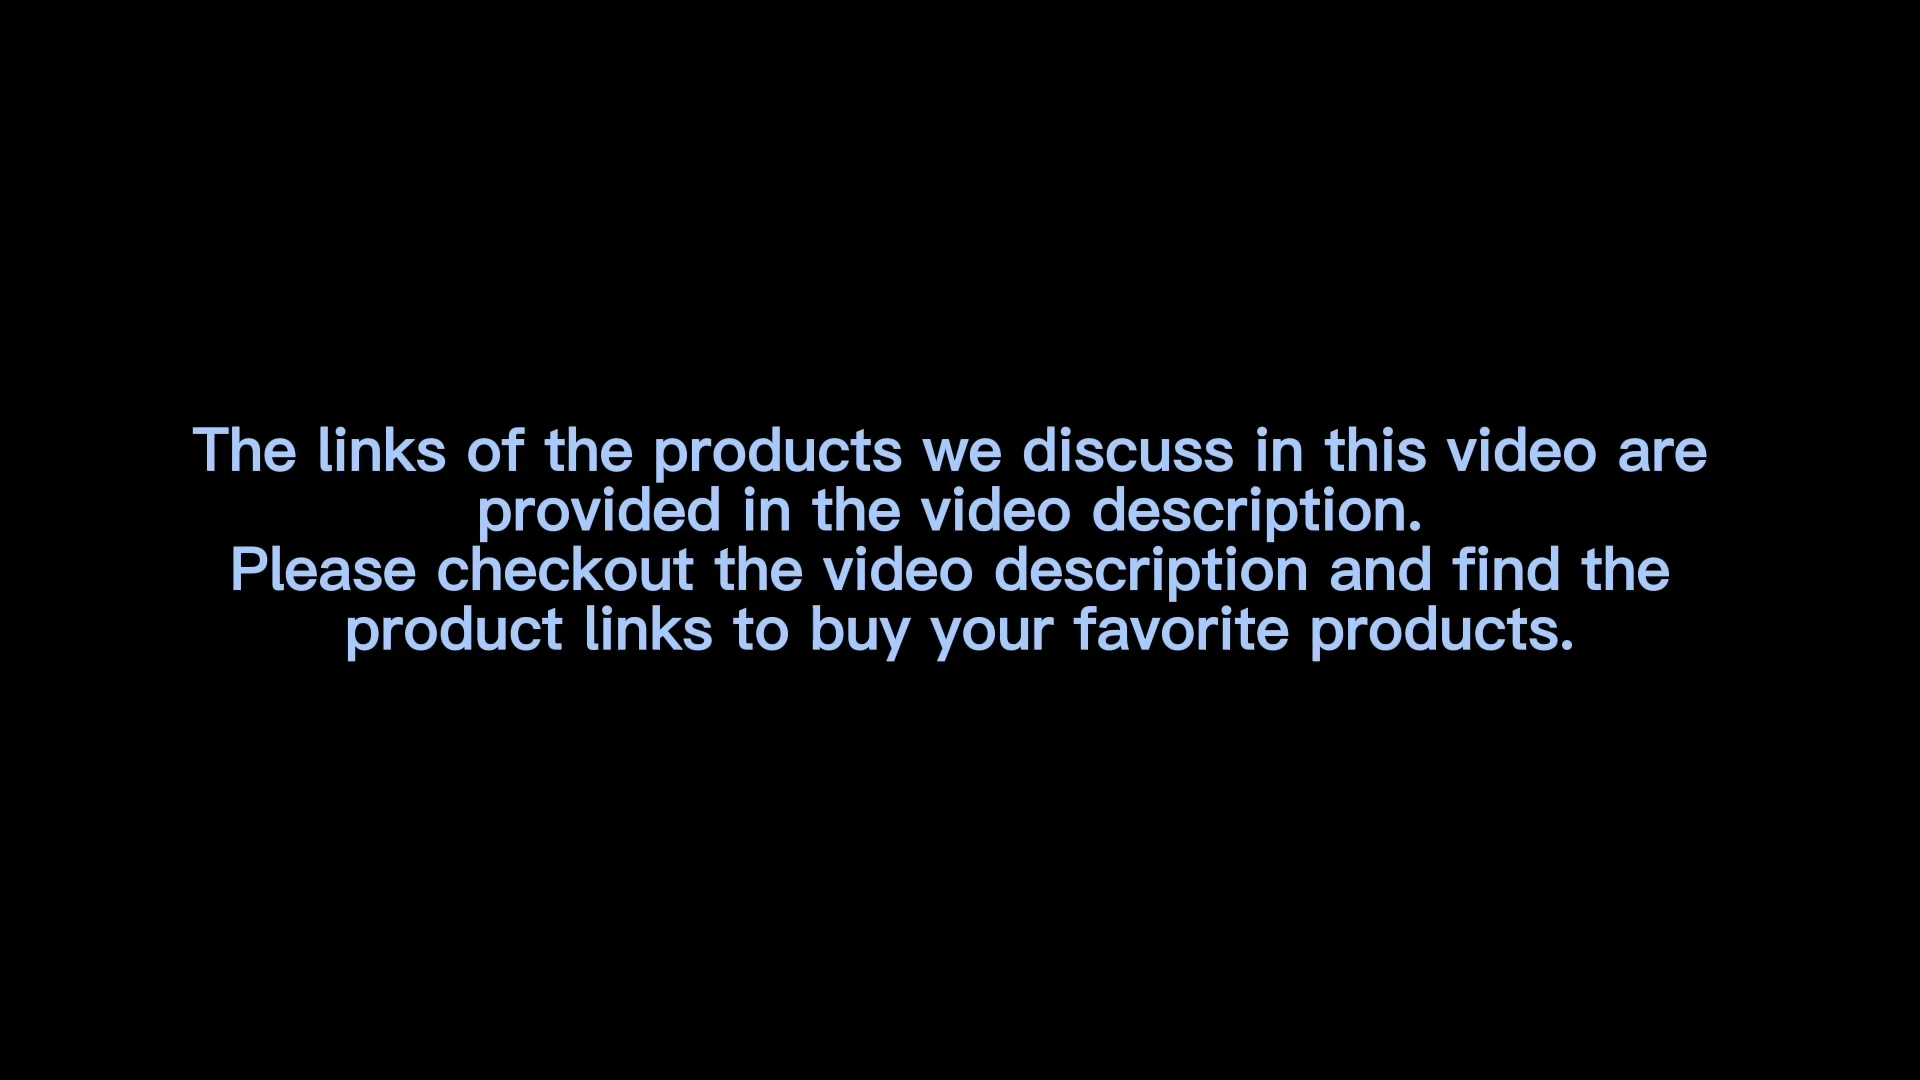 The links of the products we discuss in this video are
provided in the video description.
Please checkout the video description and find the
product links to buy your favorite products.